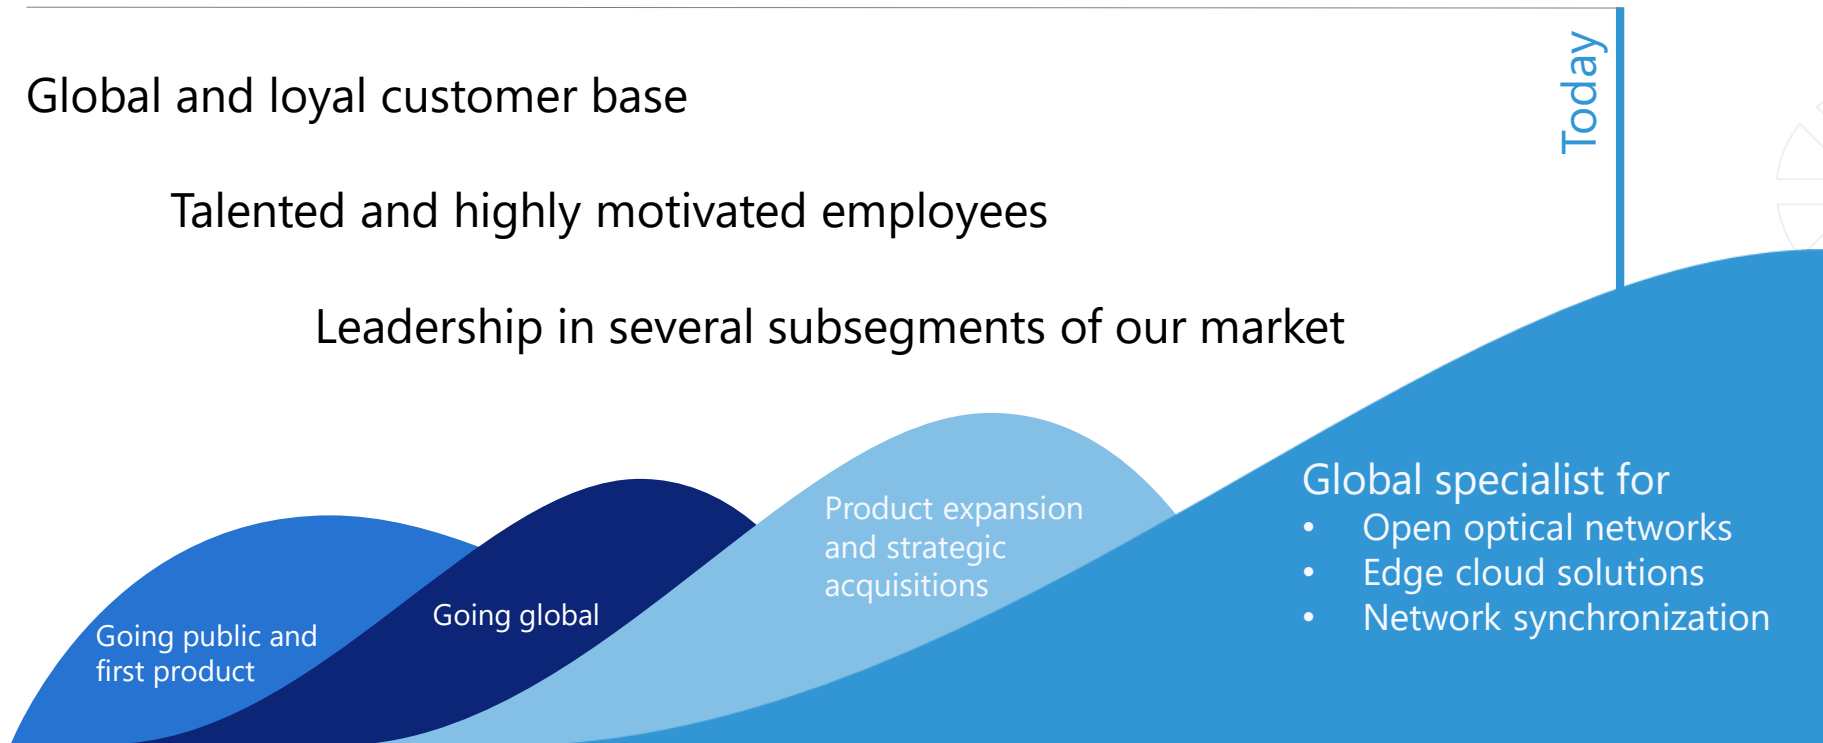 Today
Global and loyal customer base
Talented and highly motivated employees
Leadership in several subsegments of our market
Going public and
first product
Going global
Product expansion
and strategic
acquisitions
Global specialist for
• Open optical networks
• Edge cloud solutions
• Network synchronization